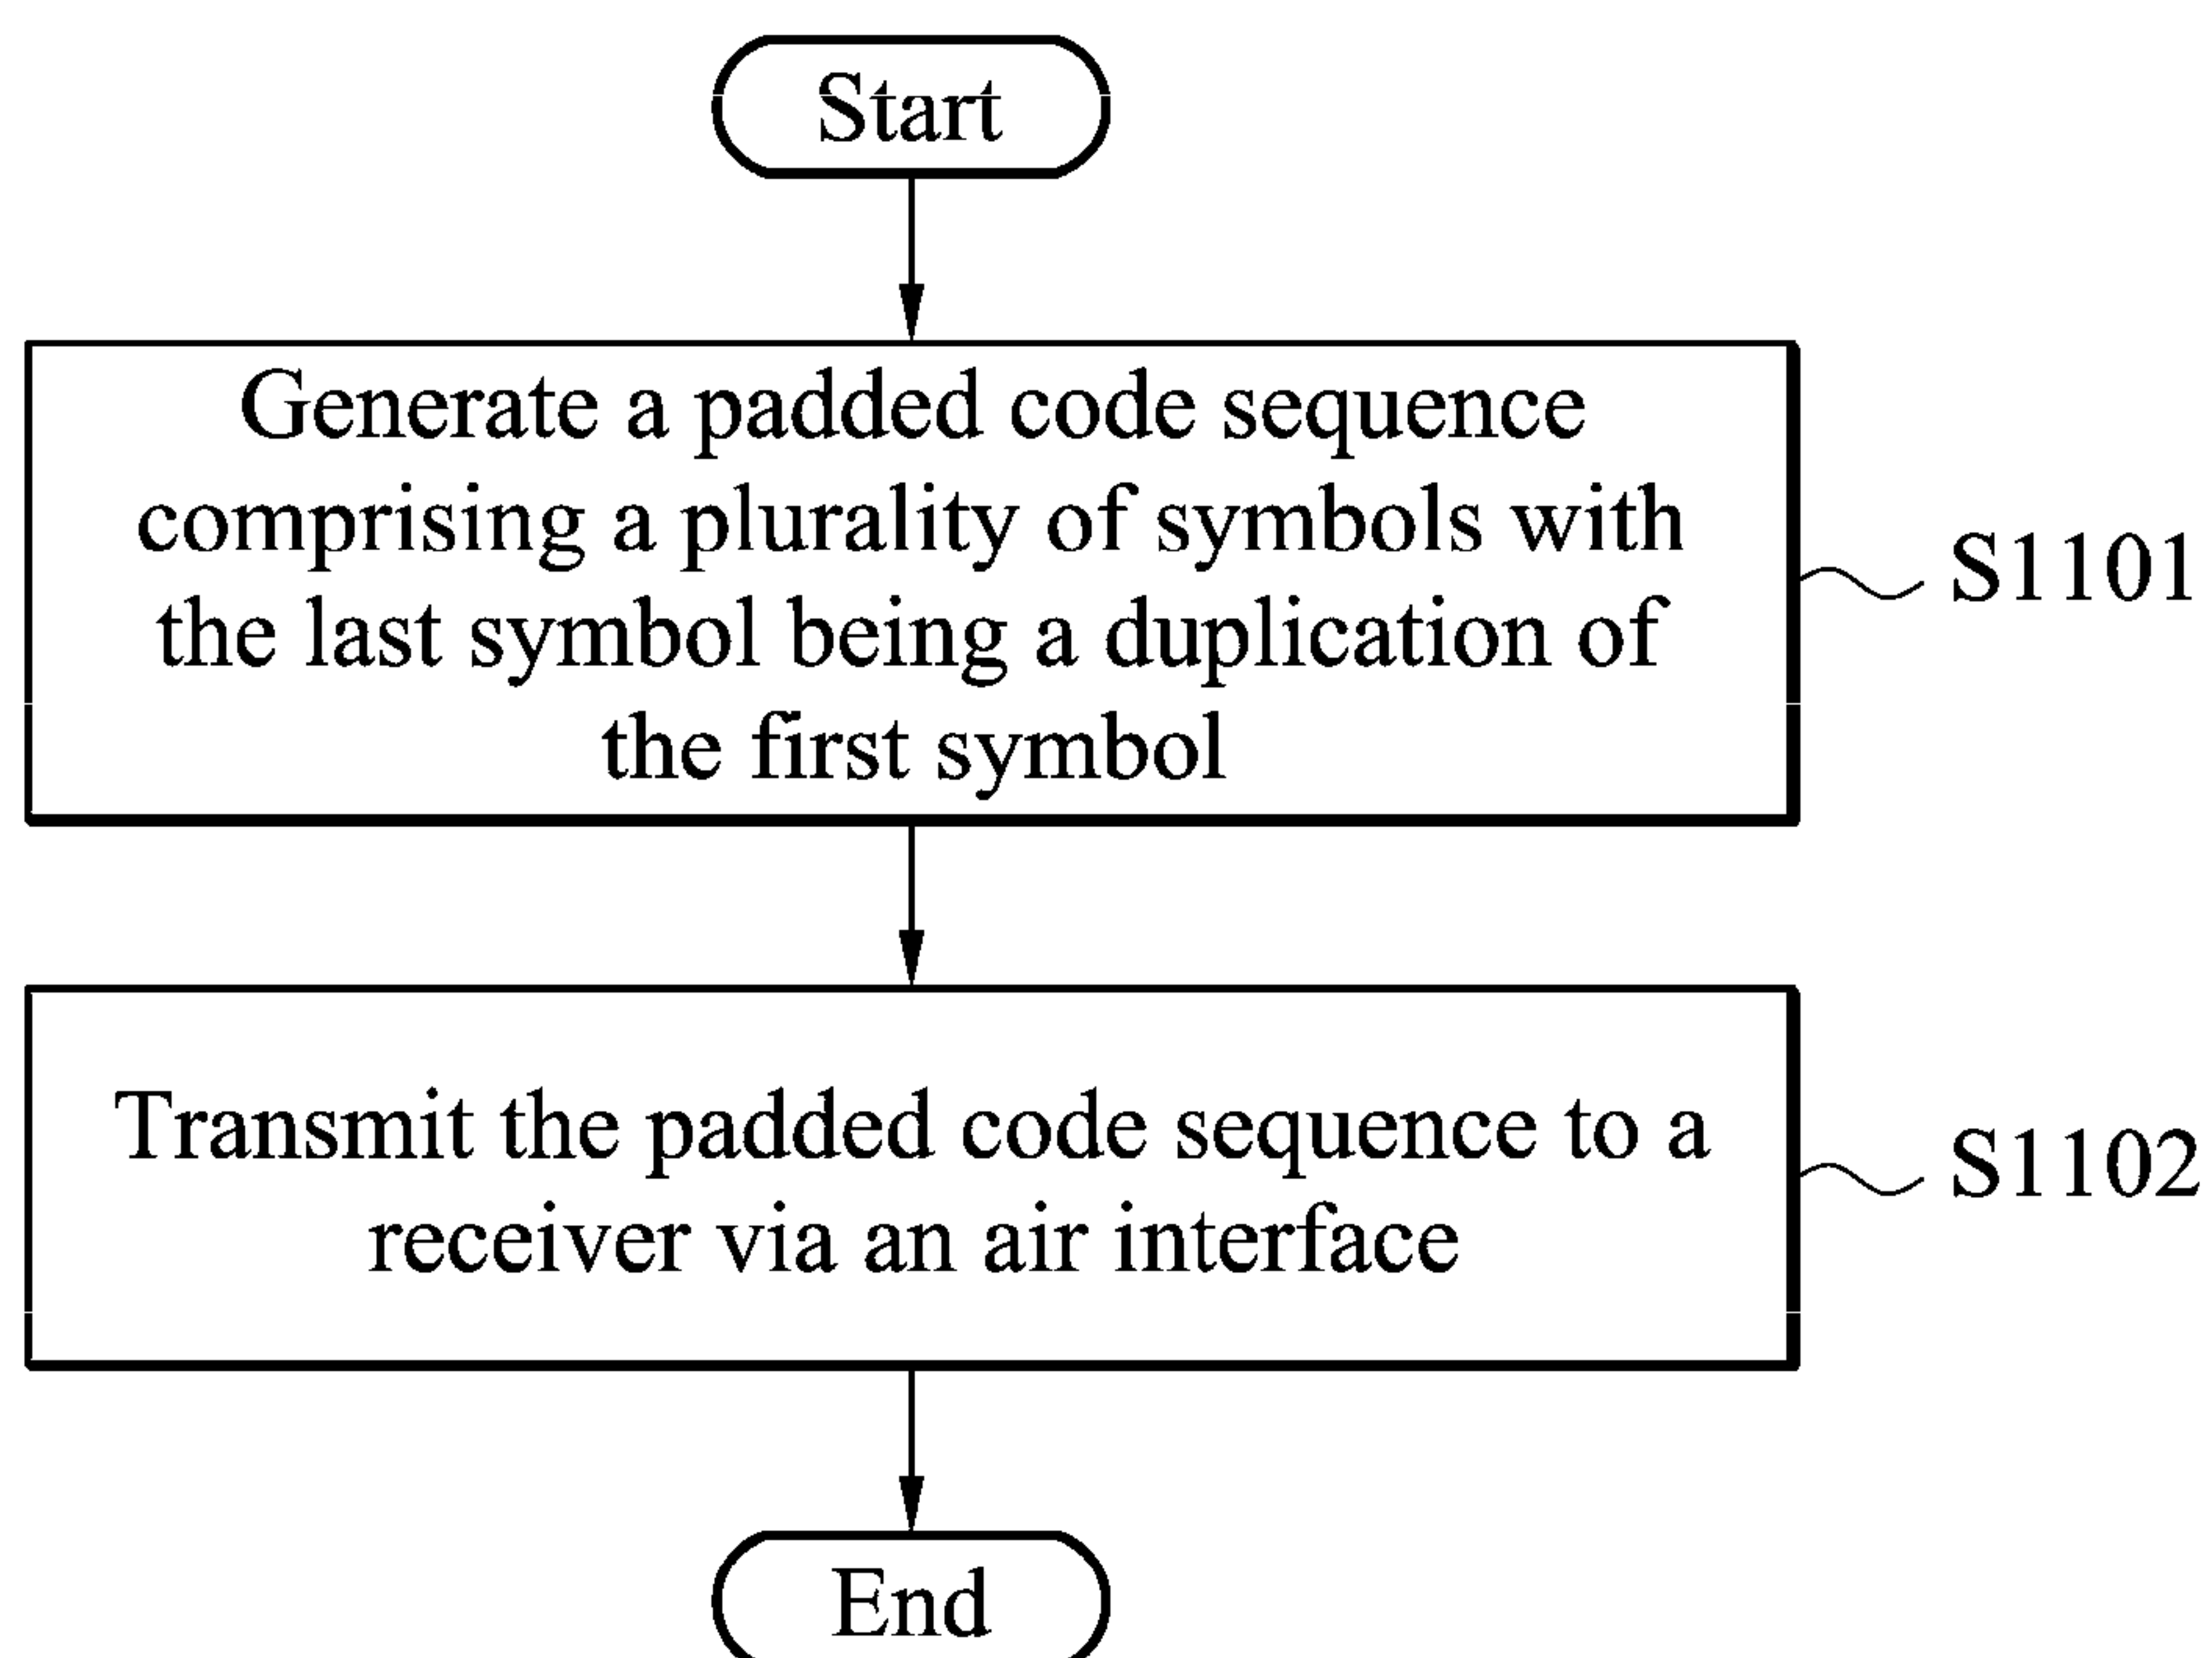 Start
Generate a padded code sequence
comprising a plurality of symbols with
the last symbol being a duplication of
the first symbol
S1101
Transmit the padded code sequence to a
receiver via an air interface
S1102
End